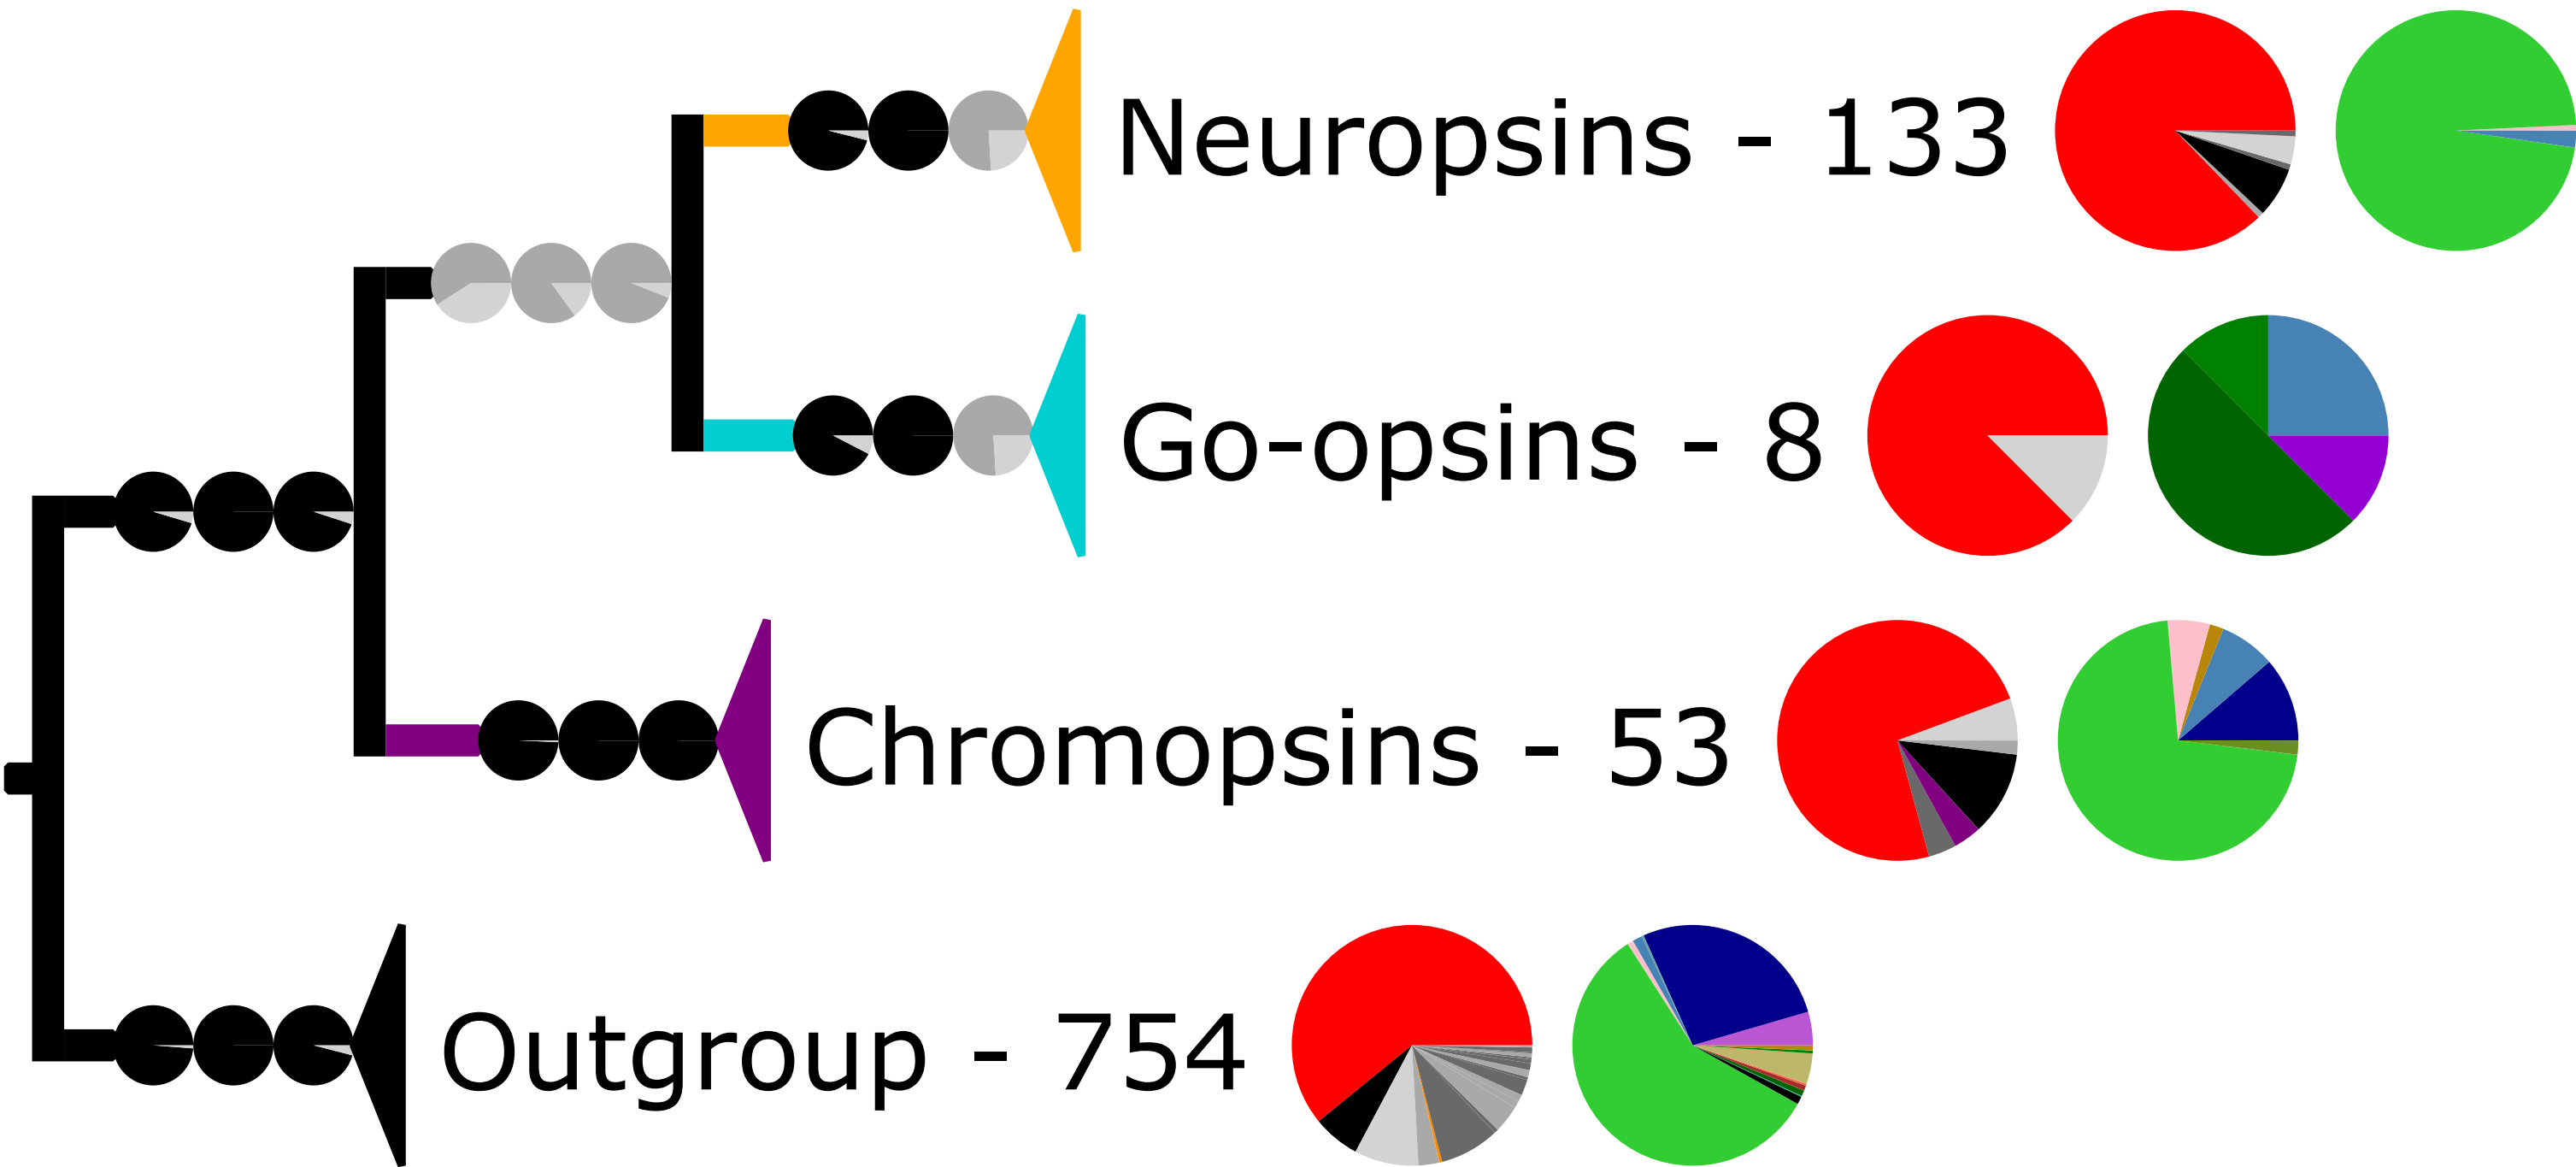 Neuropsins - 133
Go-opsins - 8
Chromopsins - 53
Outgroup - 754